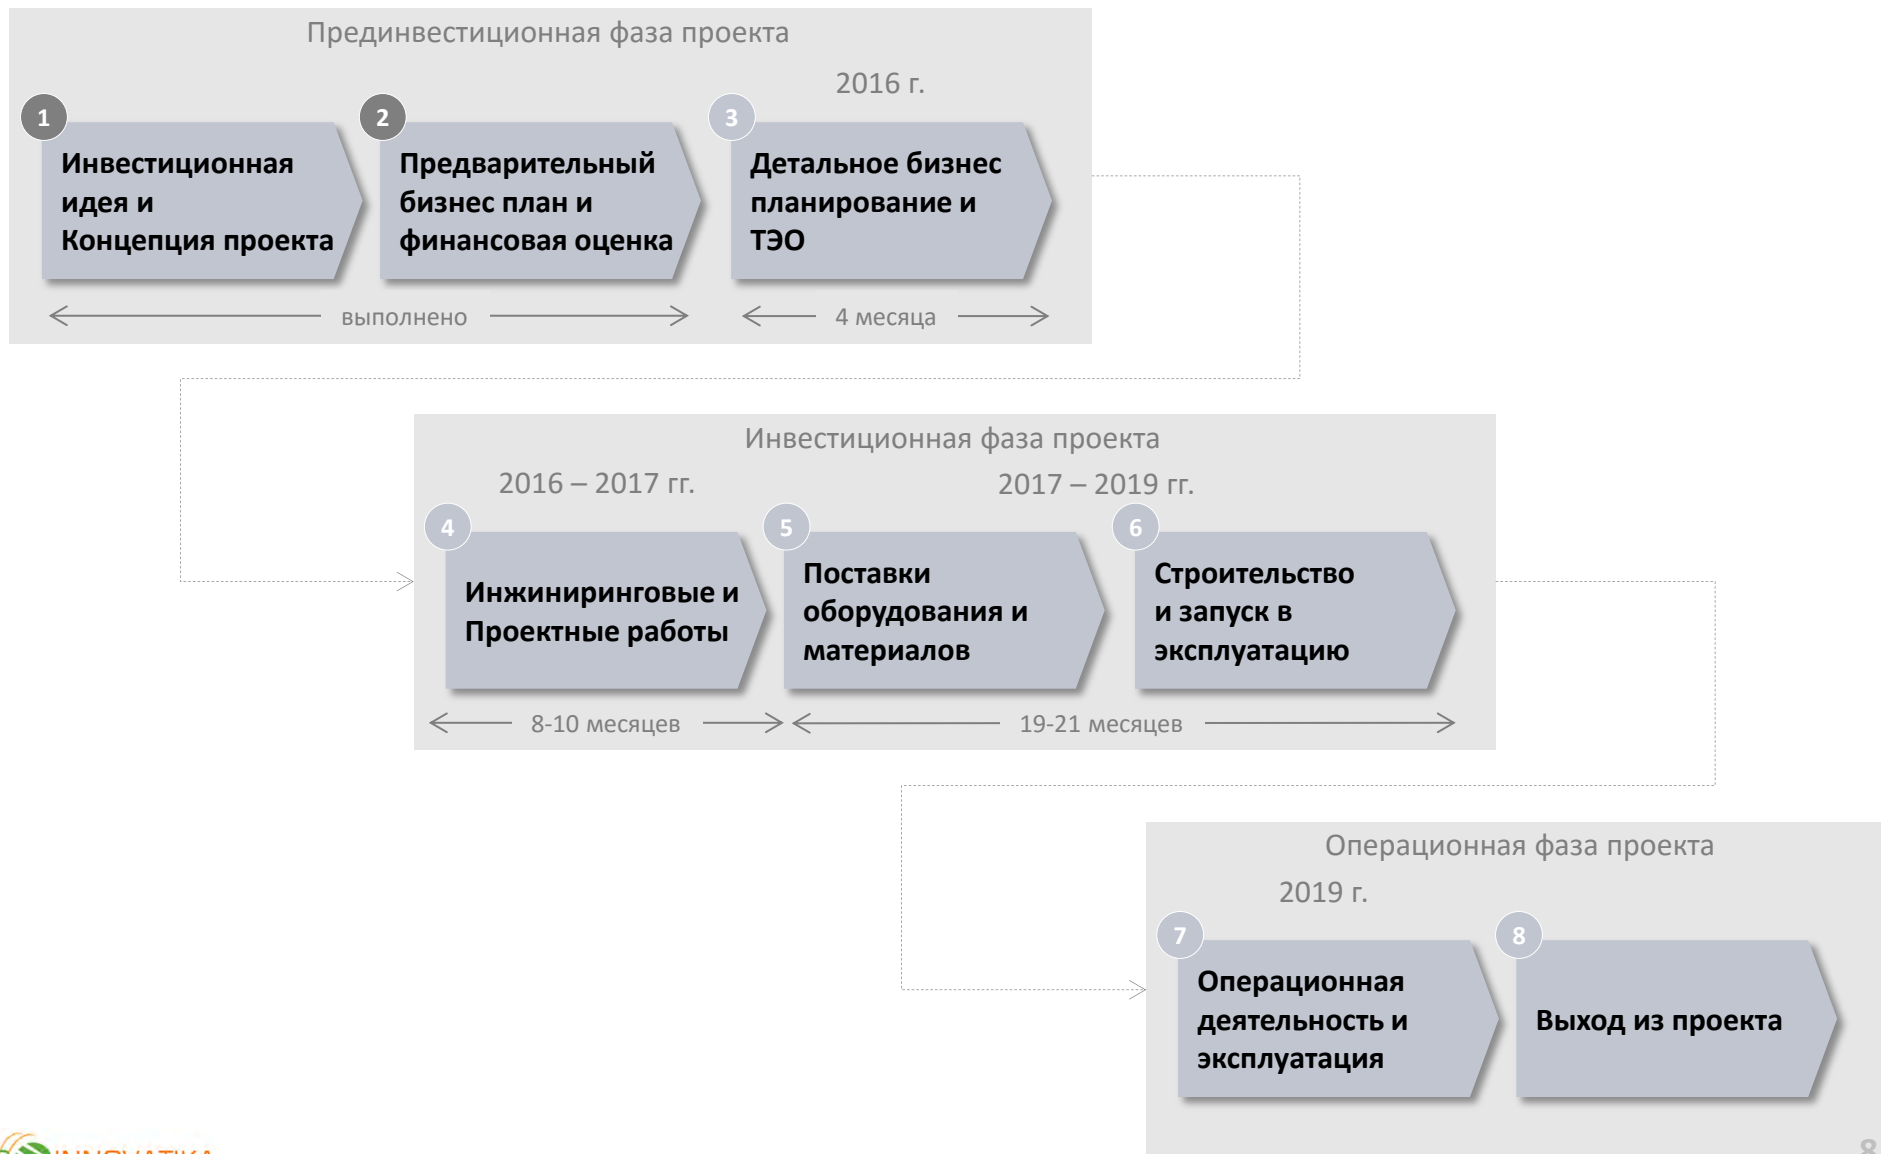 Прединвестиционная фаза проекта
2016 г.
1
2
3
Инвестиционная
идея и
Концепция проекта
Предварительный
бизнес план и
финансовая оценка
Детальное бизнес
планирование и
ТЭО
выполнено
4 месяца
Инвестиционная фаза проекта
2016 – 2017 гг.
2017 – 2019 гг.
4
5
6
Инжиниринговые и
Проектные работы
Поставки
оборудования и
материалов
Строительство
и запуск в
эксплуатацию
8-10 месяцев
19-21 месяцев
Операционная фаза проекта
2019 г.
7
8
Операционная
деятельность и
эксплуатация
Выход из проекта
INNOVATIKA
8